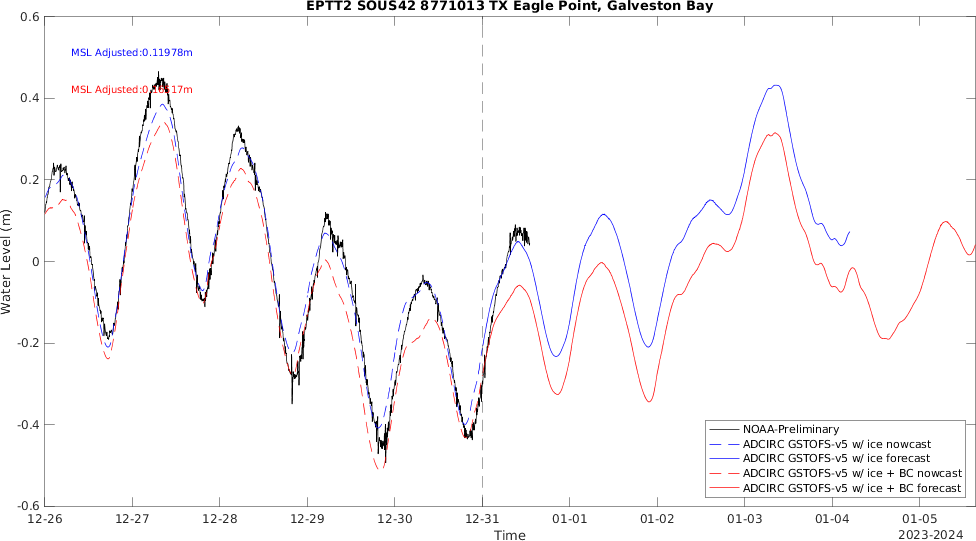 EPTT2 SOUS42 8771013 TX Eagle Point, Galveston Bay
0.6
MSL Adjusted:0.11978m
MSL Adjusted:
0.4
0.2
0
-0.2
-0.4
-0.6
Water Level (m)
NOAA-Preliminary
ADCIRC GSTOFS-v5 w/ ice nowcast
ADCIRC GSTOFS-v5 w/ ice forecast
ADCIRC GSTOFS-v5 w/ ice + BC nowcast
ADCIRC GSTOFS-v5 w/ ice + BC forecast
12-26 12-27 12-28 12-29 12-30 12-31 01-01 01-02 01-03 01-04 01-05
Time
2023-2024